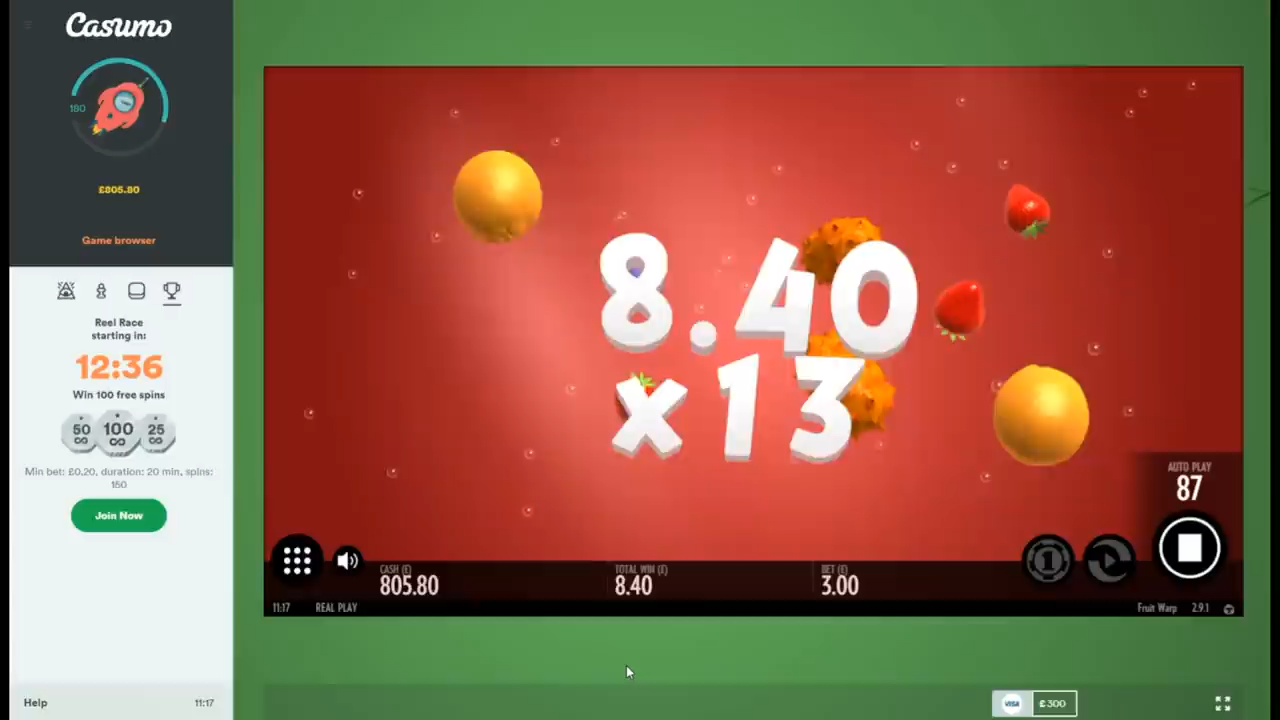 Casumo
190
£805.80
Game browser
Reel Race
starting in:
12:36
Win 100 free spins
50 100 25
∞ ∞ ∞
Min bet: £0.20, duration: 20 min, spins:
150
Join Now
Help 11:17
8.40
x13
AUTO PLAY
87
1
CASH (£) TOTAL WIN (£) BET (£)
805.80 8.40 3.00
11:17 REAL PLAY Fruit Warp 2.9.1
VISA £300